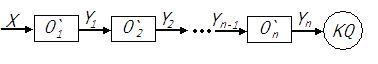 X O`1 Y1 O`2 Y2 ••• Yn-1 O`n Yn KQ